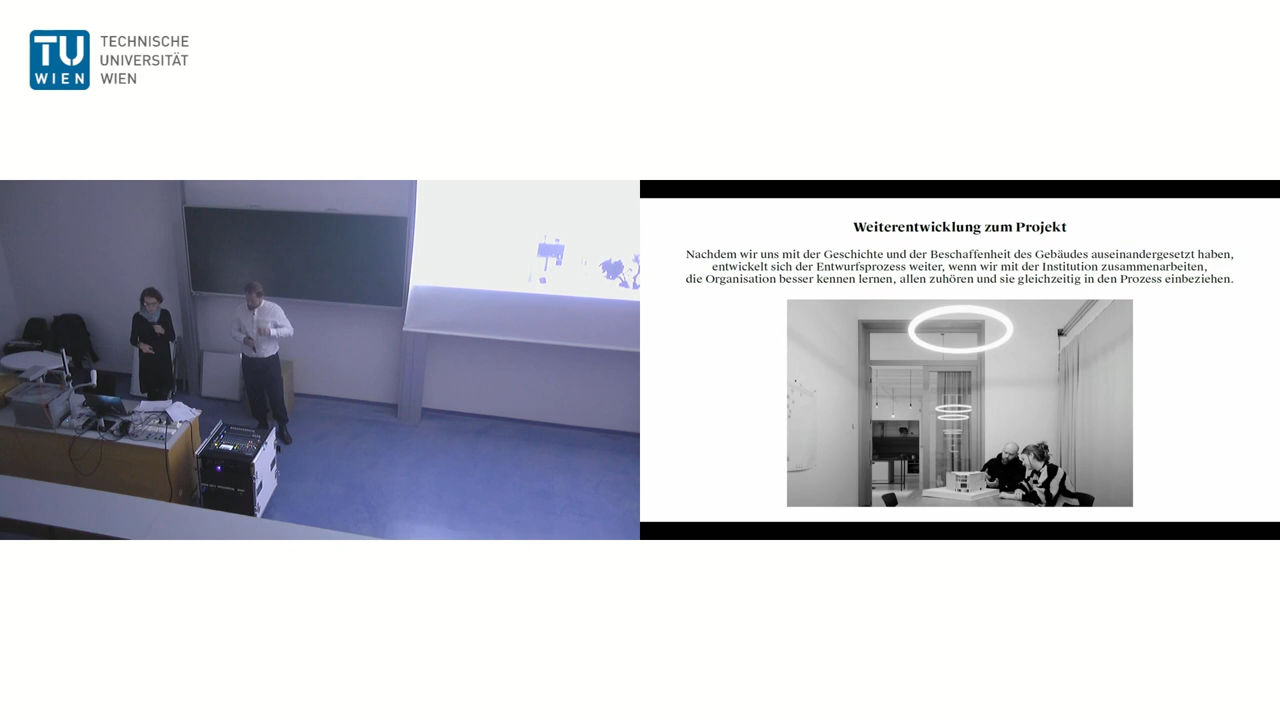 TU
WIEN
TECHNISCHE
UNIVERSITÄT
WIEN
Weiterentwicklung zum Projekt
Nachdem wir uns mit der Geschichte und der Beschaffenheit des Gebäudes auseinandergesetzt haben,
entwickelt sich der Entwurfsprozess weiter, wenn wir mit der Institution zusammenarbeiten,
die Organisation besser kennen lernen, allen zuhören und sie gleichzeitig in den Prozess einbeziehen.